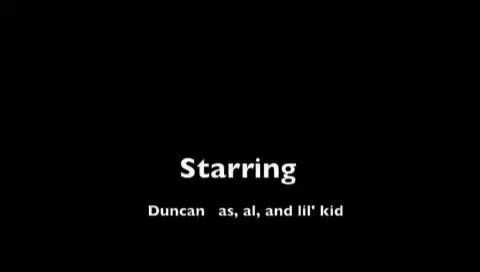 Starring
Duncan as, al, and lil' kid